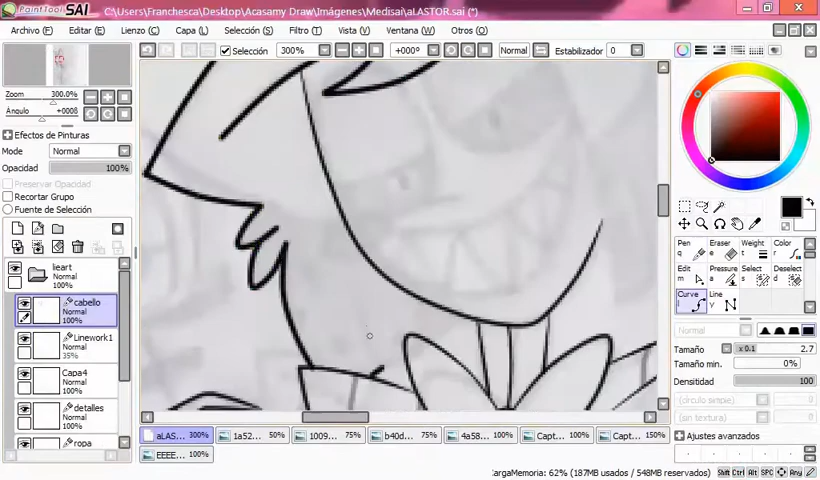 PaintTool SAI C:\Users\Franchesca\Desktop\Acasamy Draw\Imágenes\Medisai\aLASTOR.sai (*)
Archivo (F) Editar (E) Lienzo (C) Capa (L) Selección (S) Filtro (T) Vista (V) Ventana (W) Otros (O)
Selección 300% +000° Normal Estabilizador 0
Zoom 300.0%
Ángulo +000ß
Efectos de Pinturas
Mode Normal
Opacidad 100%
Preservar Opacidad
Recortar Grupo
Fuente de Selección
lieart
Normal
100%
cabello
Normal
100%
Linework1
Normal
35%
Capa4
Normal
100%
detalles
Normal
100%
ropa
Normal
Pen q Eraser e Weight t Color r
Edit m Pressure a Select s Deselect d
Curve i Line y
Normal
Tamaño x 0.1 2.7
Tamaño min. 0%
Densidad 100
(círculo simple)
(sin textura)
Ajustes avanzados
aLAS... 300% 1a52... 50% 1009... 75% b40d... 75% 4a58... 100% Capt... 100% Capt... 150%
EEEE... 100%
CargaMemoria: 62% (187MB usados / 548MB reservados) Shift Ctrl Alt SPC Any